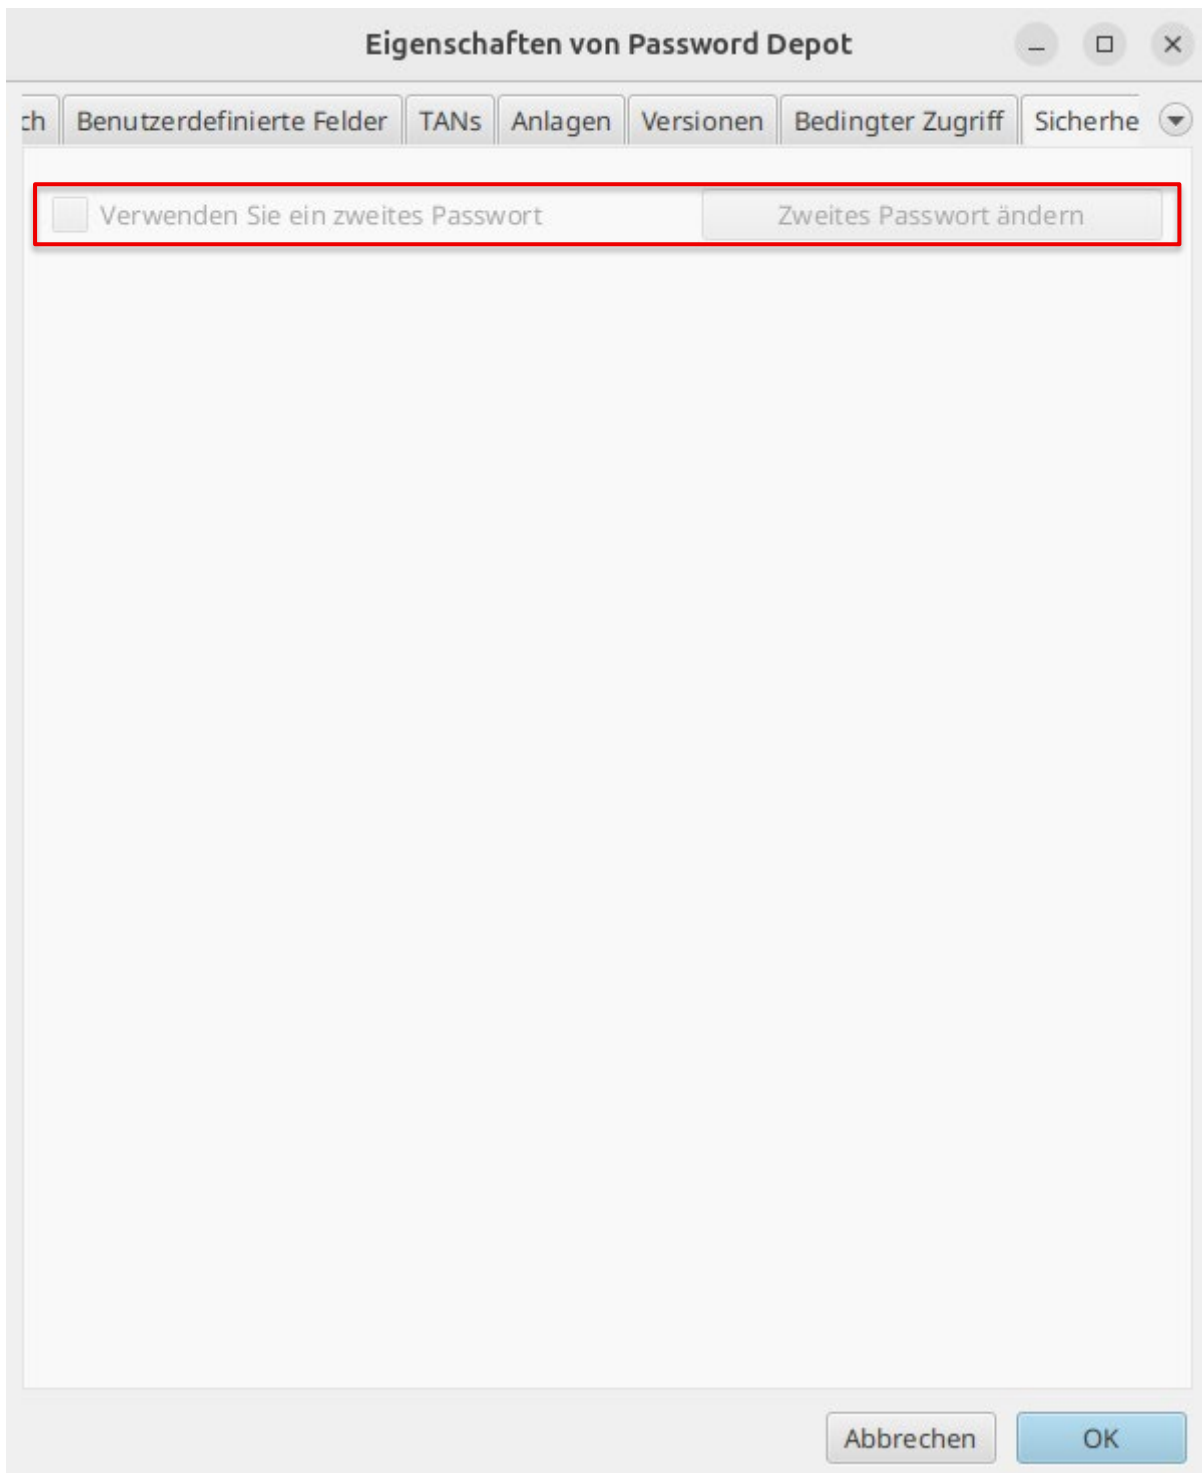 Eigenschaften von Password Depot
ch Benutzerdefinierte Felder TANs Anlagen Versionen Bedingter Zugriff Sicherhe
Verwenden Sie ein zweites Passwort Zweites Passwort ändern
Abbrechen OK